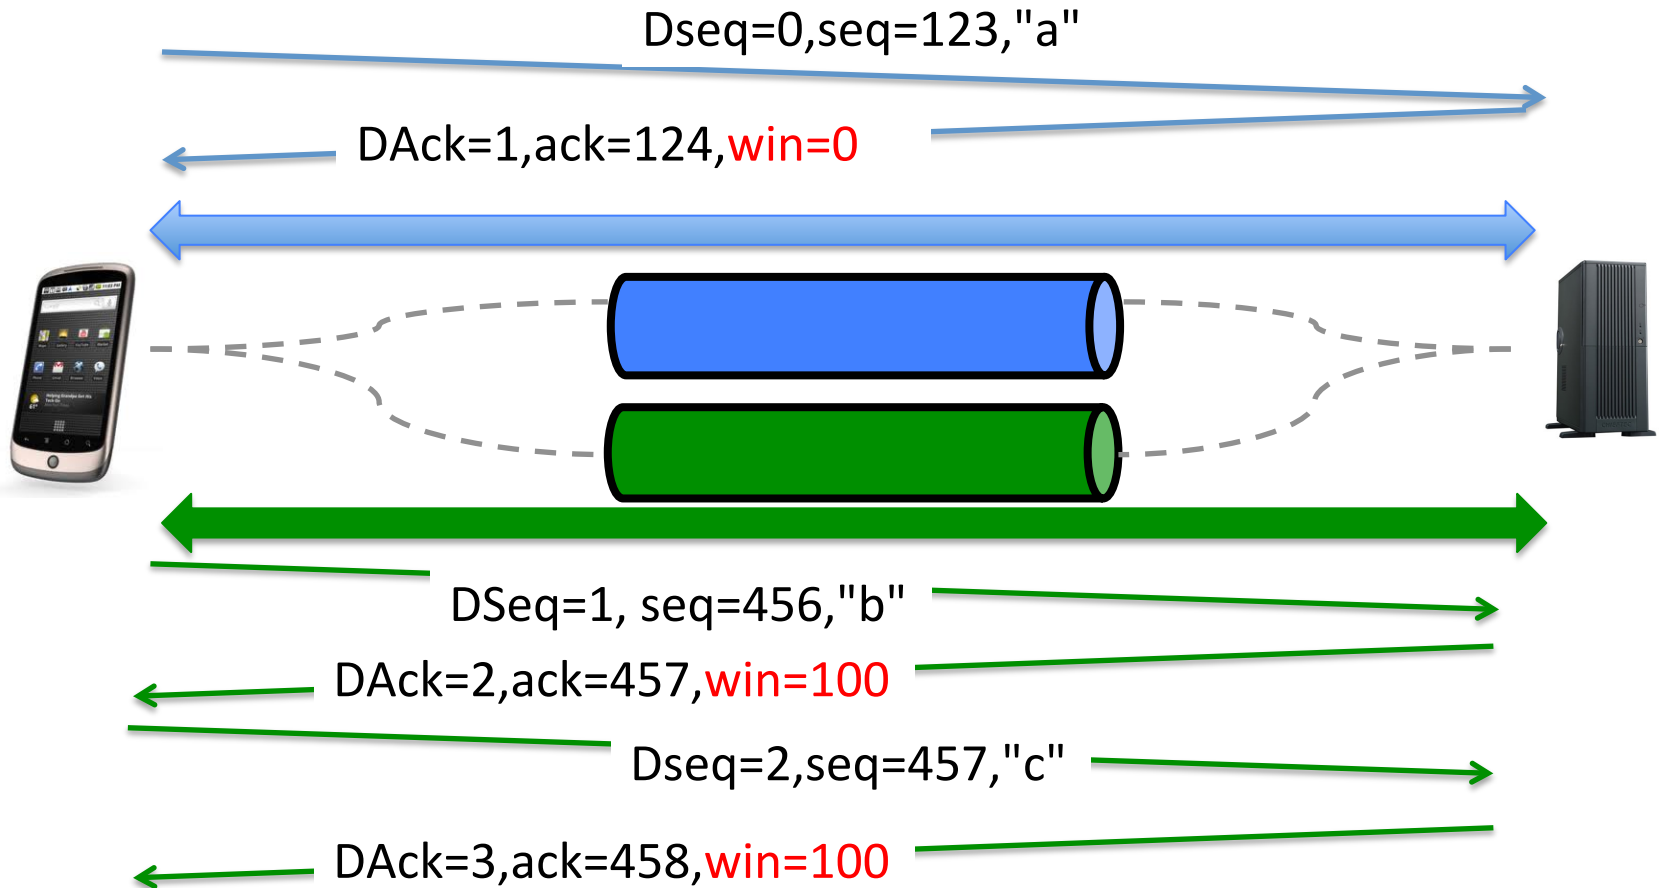 Dseq=0,seq=123,"a"
DAck=1,ack=124,win=0
DSeq=1, seq=456,"b"
DAck=2,ack=457,win=100
Dseq=2,seq=457,"c"
DAck=3,ack=458,win=100